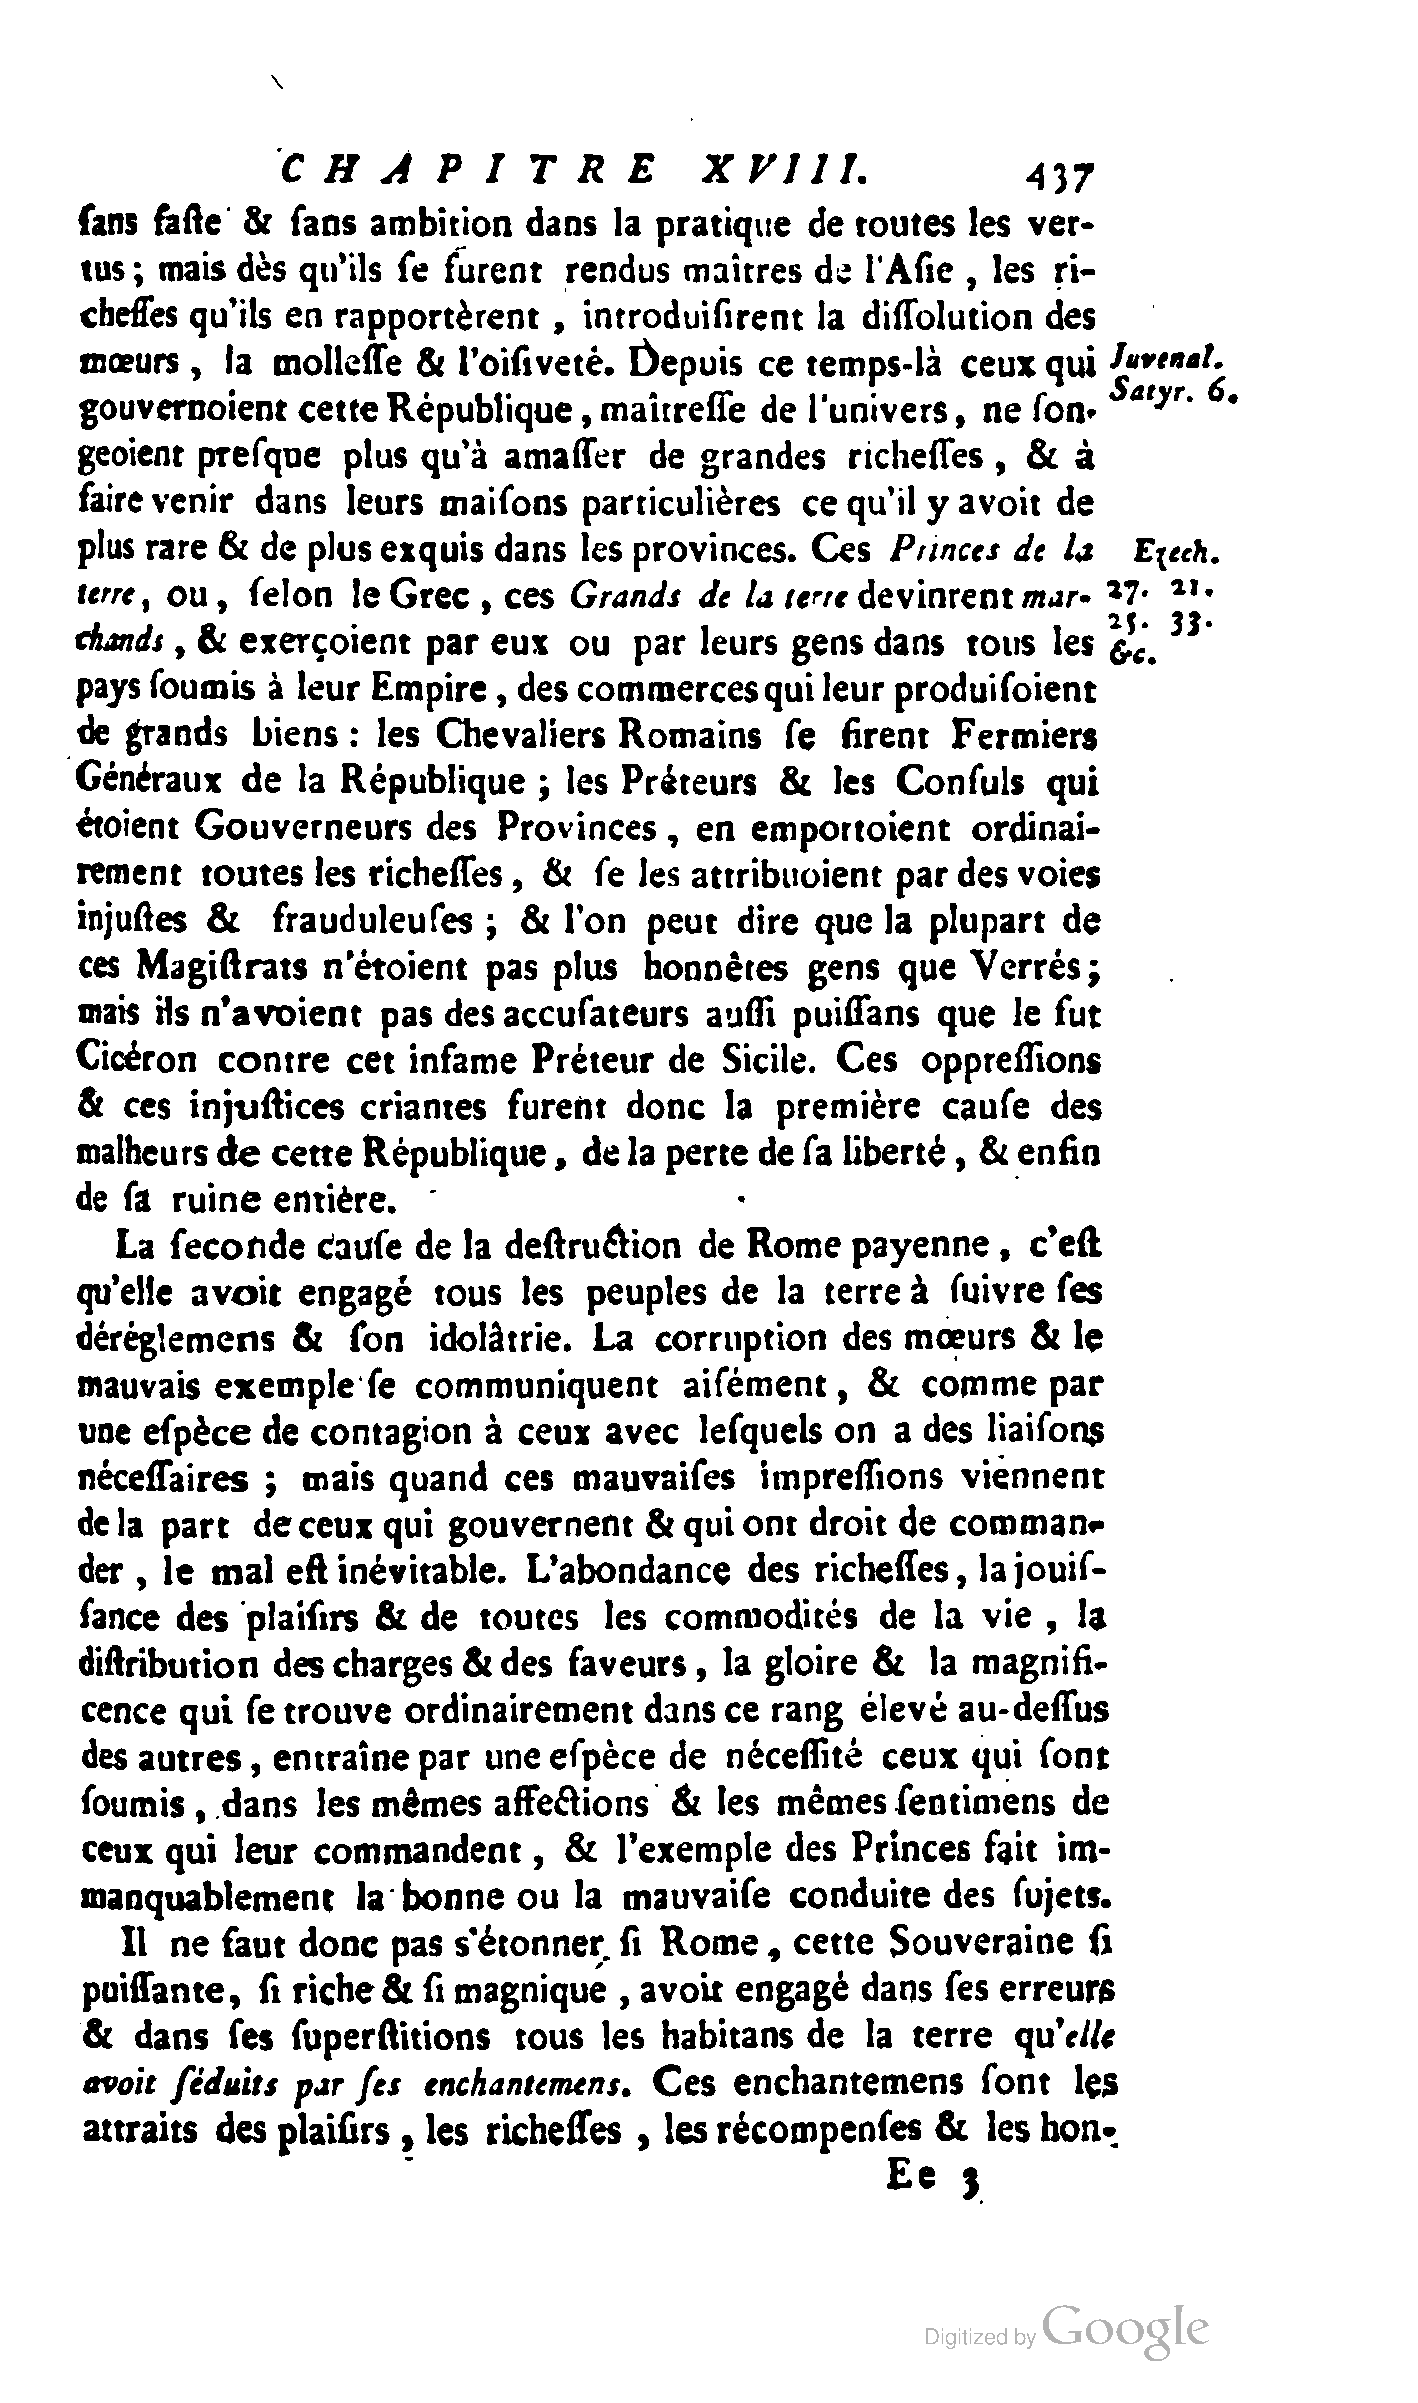 CHAPITRE XVIII. 437
ſans faſte & ſans ambition dans la pratique de toutes les ver-
tus ; mais dès qu'ils ſe furent rendus maîtres de l'Aſie , les ri-
cheſſes qu'ils en rapportèrent , introduiſirent la diſſolution des
mœurs , la molleſſe & l'oiſiveté. Depuis ce temps-là ceux qui
Juvenal.
Satyr. 6.
gouvernoient cette République , maîtreſſe de l'univers, ne ſon-
geoient preſque plus qu'à amaſſer de grandes richeſſes , & à
faire venir dans leurs maiſons particulières ce qu'il y avoit de
plus rare & de plus exquis dans les provinces. Ces Princes de la
Ezech.
27. 21.
25. 33.
&c.
terre, ou , ſelon le Grec , ces Grands de la terre devinrent mar-
chands , & exerçoient par eux ou par leurs gens dans tous les
pays ſoumis à leur Empire , des commerces qui leur produiſoient
de grands biens : les Chevaliers Romains ſe firent Fermiers
Généraux de la République ; les Préteurs & les Conſuls qui
étoient Gouverneurs des Provinces , en emportoient ordinai-
rement toutes les richeſſes , & ſe les attribuoient par des voies
injuſtes & frauduleuſes ; & l'on peut dire que la plupart de
ces Magiſtrats n'étoient pas plus honnêtes gens que Verrés;
mais ils n'avoient pas des accuſateurs auſſi puiſſans que le fut
Cicéron contre cet infame Préteur de Sicile. Ces oppreſſions
& ces injuſtices criantes furent donc la première cauſe des
malheurs de cette République, de la perte de ſa liberté , & enfin
de ſa ruine entière.
La ſeconde cauſe de la deſtruction de Rome payenne , c'eſt
qu'elle avoit engagé tous les peuples de la terre à ſuivre ſes
déréglemens & ſon idolâtrie. La corruption des mœurs & le
mauvais exemple ſe communiquent aiſément , & comme par
une eſpèce de contagion à ceux avec leſquels on a des liaiſons
néceſſaires ; mais quand ces mauvaiſes impreſſions viennent
de la part de ceux qui gouvernent & qui ont droit de comman-
der , le mal eſt inévitable. L'abondance des richeſſes, la jouiſ-
ſance des plaiſirs & de toutes les commodités de la vie , la
diſtribution des charges & des faveurs , la gloire & la magnifi-
cence qui ſe trouve ordinairement dans ce rang élevé au-deſſus
des autres , entraîne par une eſpèce de néceſſité ceux qui ſont
ſoumis , dans les mêmes affections & les mêmes ſentimens de
ceux qui leur commandent , & l'exemple des Princes fait im-
manquablement la bonne ou la mauvaiſe conduite des ſujets.
Il ne faut donc pas s'étonner ſi Rome , cette Souveraine ſi
puiſſante, ſi riche & ſi magnique , avoit engagé dans ſes erreurs
& dans ſes ſuperſtitions tous les habitans de la terre qu'elle
avoit ſéduits par ſes enchantemens. Ces enchantemens ſont les
attraits des plaiſirs , les richeſſes , les récompenſes & les hon-
Ee 3
Digitized by Google